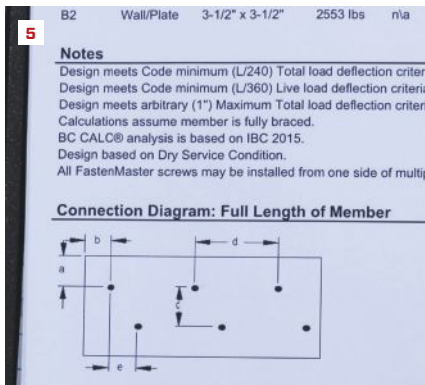 B2 Wall/Plate 3-1/2" x 3-1/2" 2553 lbs n\a
5
Notes
Design meets Code minimum (L/240) Total load deflection criter
Design meets Code minimum (L/360) Live load deflection criteria
Design meets arbitrary (1") Maximum Total load deflection criter
Calculations assume member is fully braced.
BC CALC® analysis is based on IBC 2015.
Design based on Dry Service Condition.
All FastenMaster screws may be installed from one side of multip
Connection Diagram: Full Length of Member
b d
a
c
e